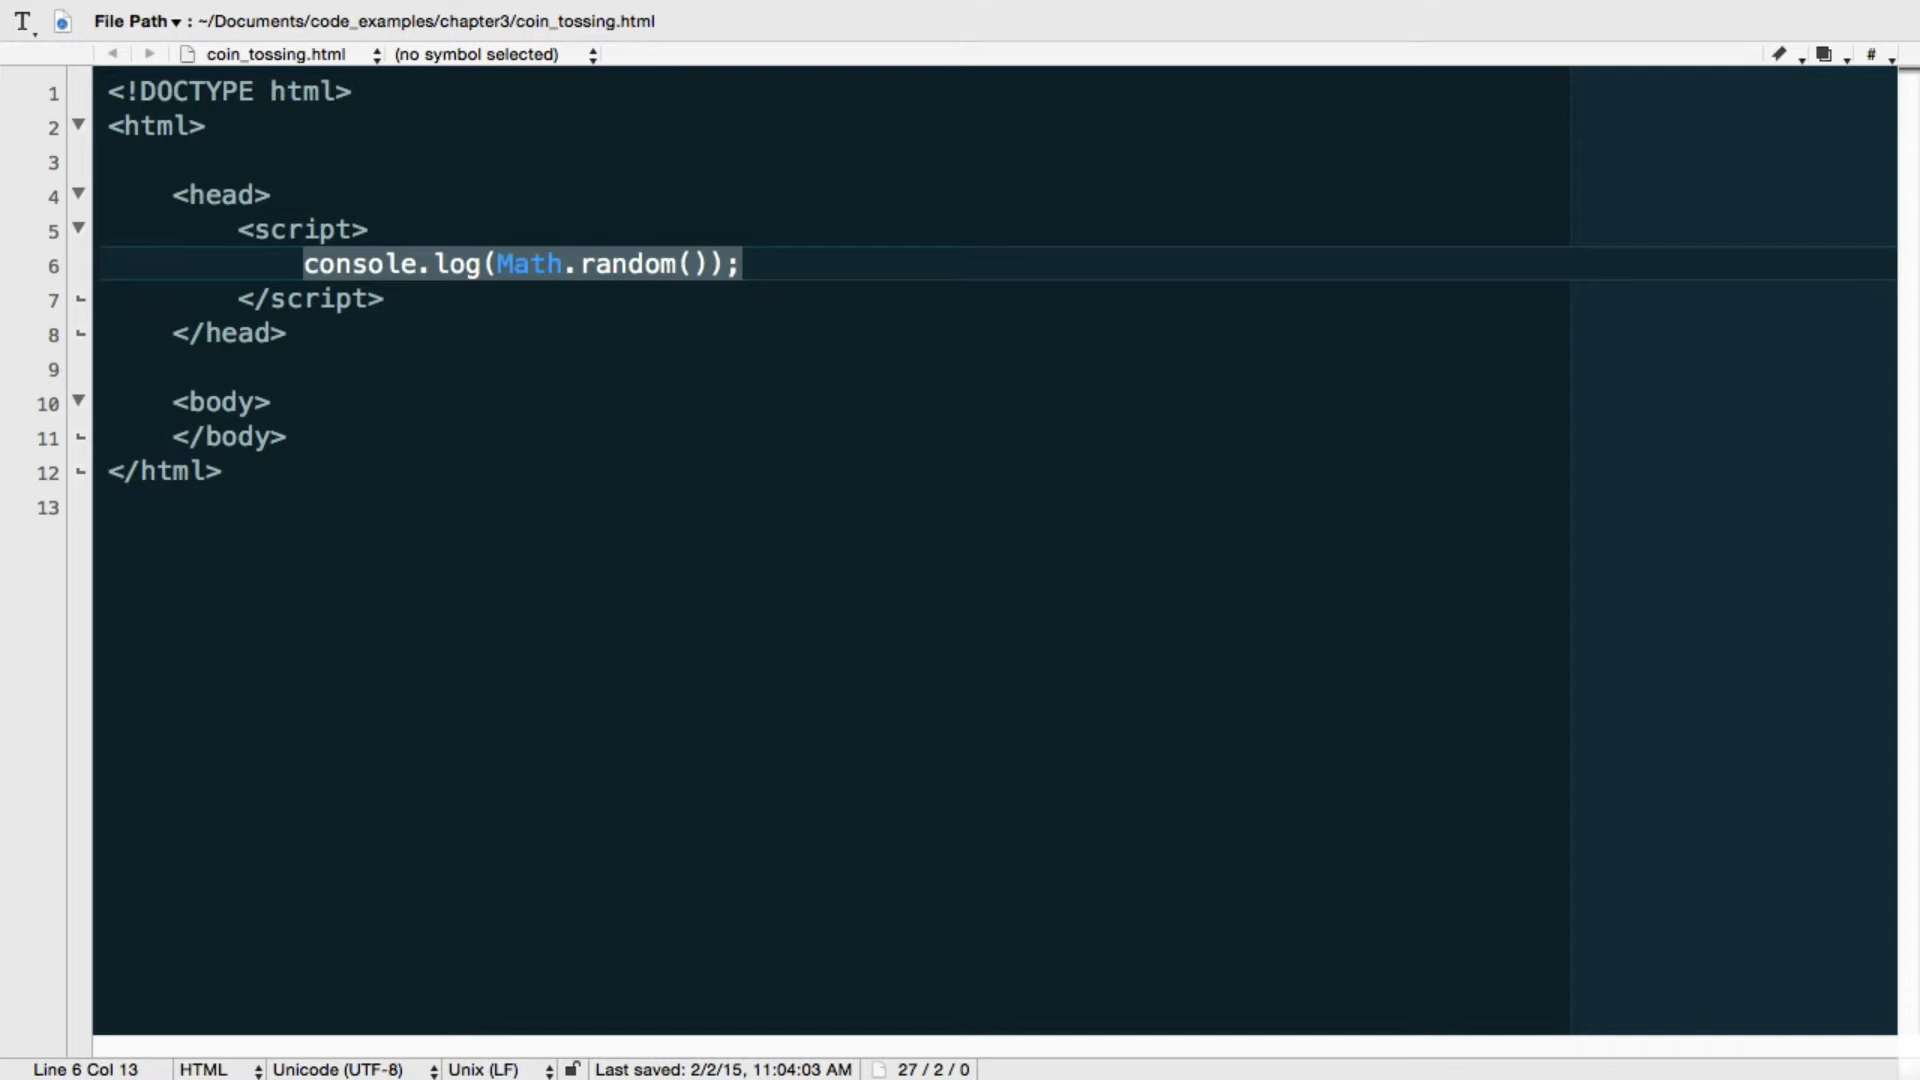 T File Path : ~/Documents/code_examples/chapter3/coin_tossing.html
coin_tossing.html (no symbol selected) #
1 <!DOCTYPE html>
2 <html>
3
4 <head>
5 <script>
6 console.log(Math.random());
7 </script>
8 </head>
9
10 <body>
11 </body>
12 </html>
13
Line 6 Col 13 HTML Unicode (UTF-8) Unix (LF) Last saved: 2/2/15, 11:04:03 AM 27 / 2 / 0